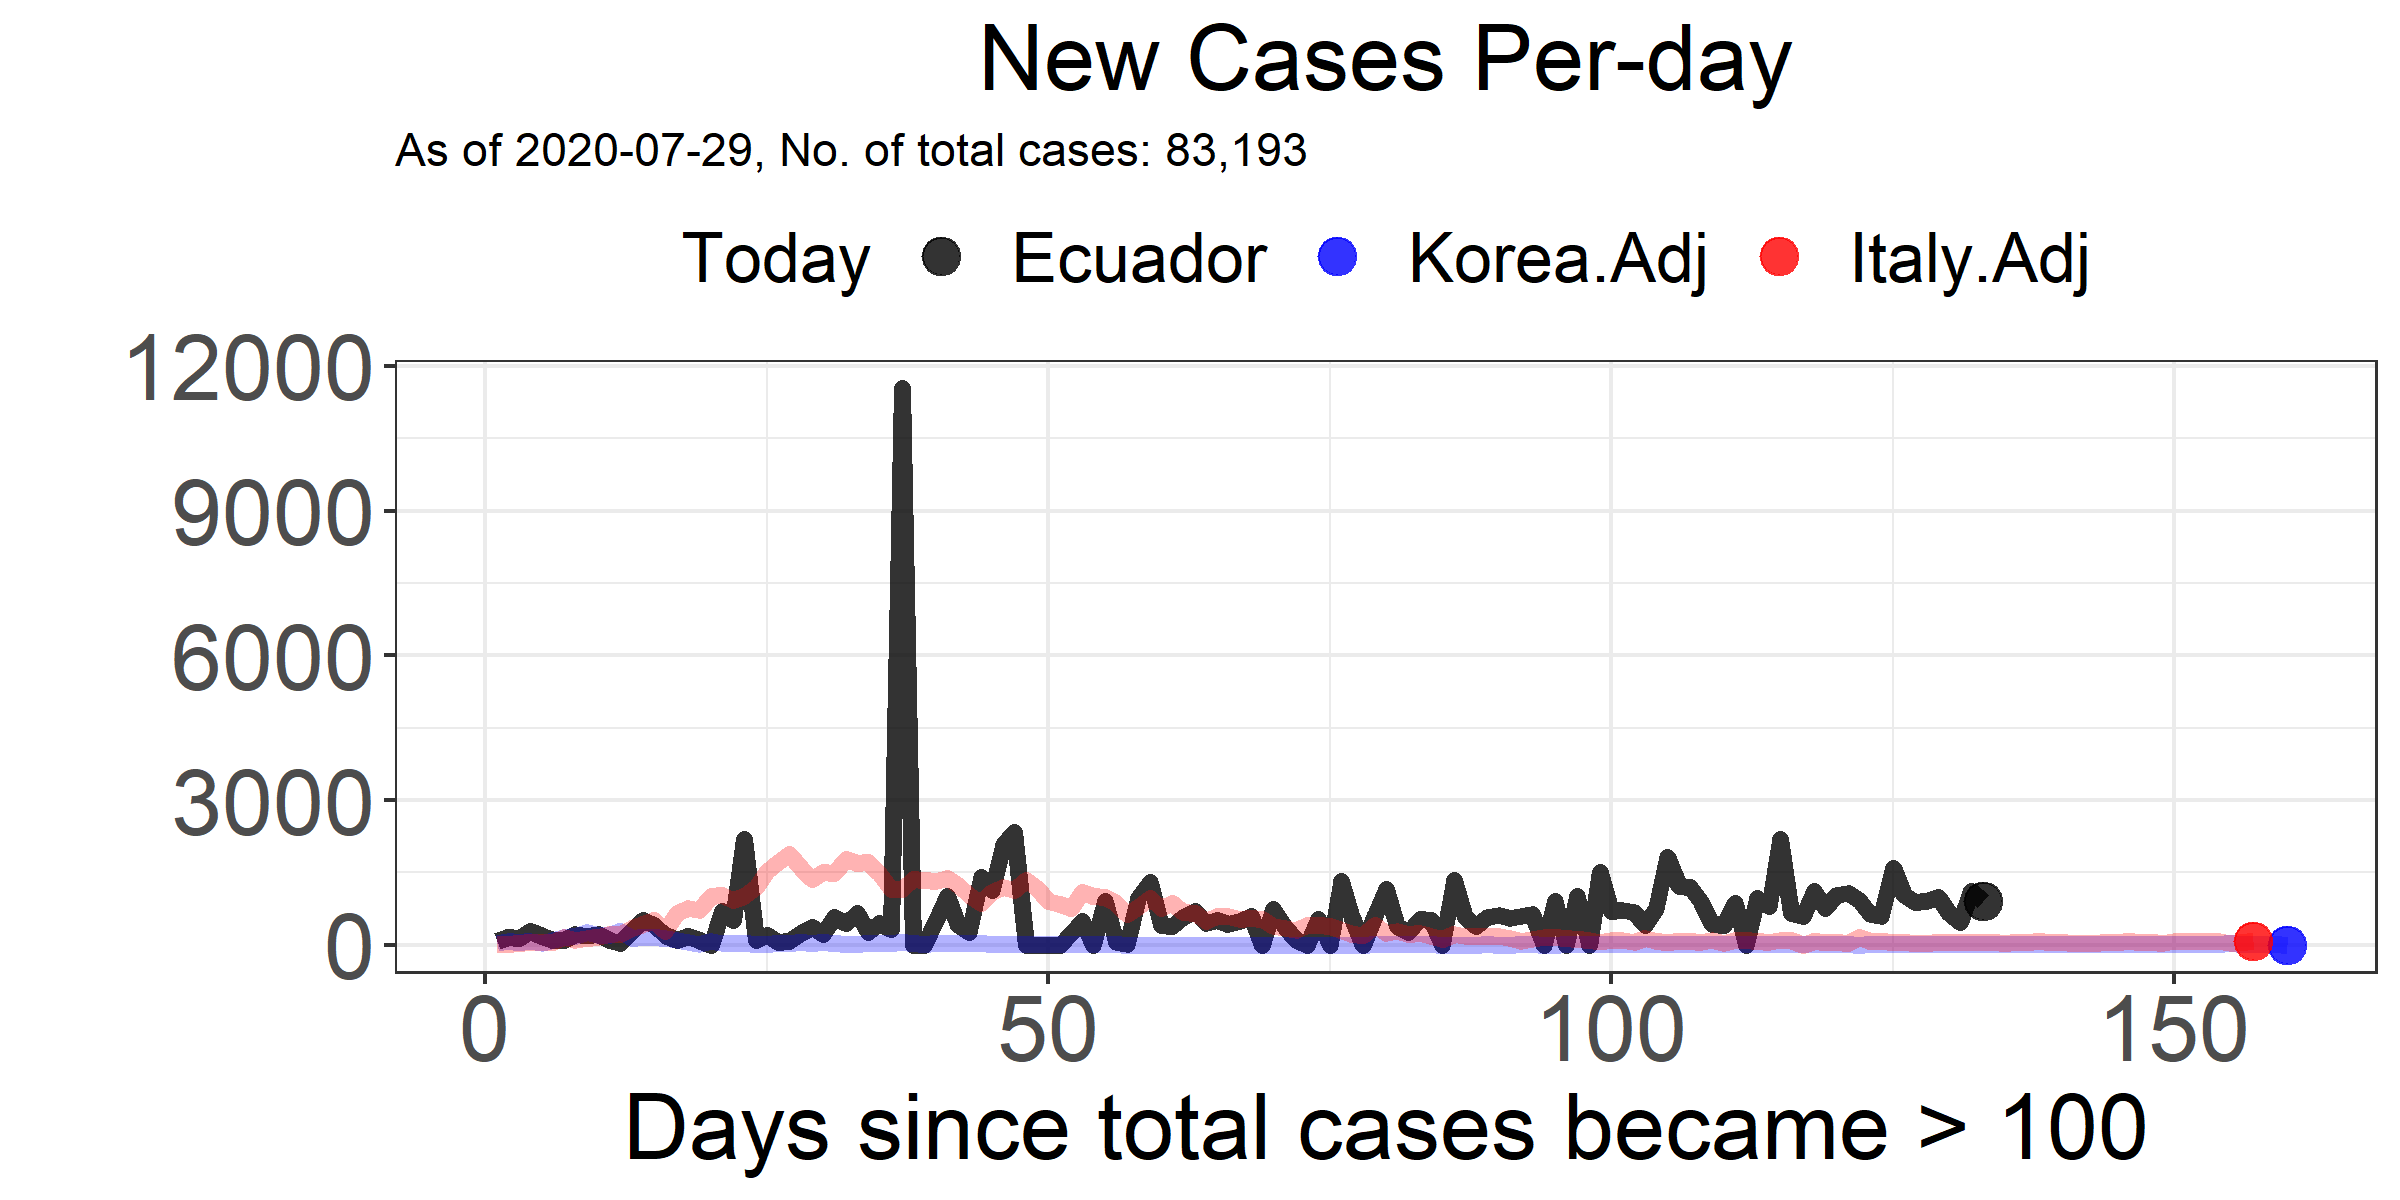 New Cases Per-day
As of 2020-07-29, No. of total cases: 83,193
Today Ecuador Korea.Adj Italy.Adj
12000
9000
6000
3000
0
0 50 100 150
Days since total cases became > 100